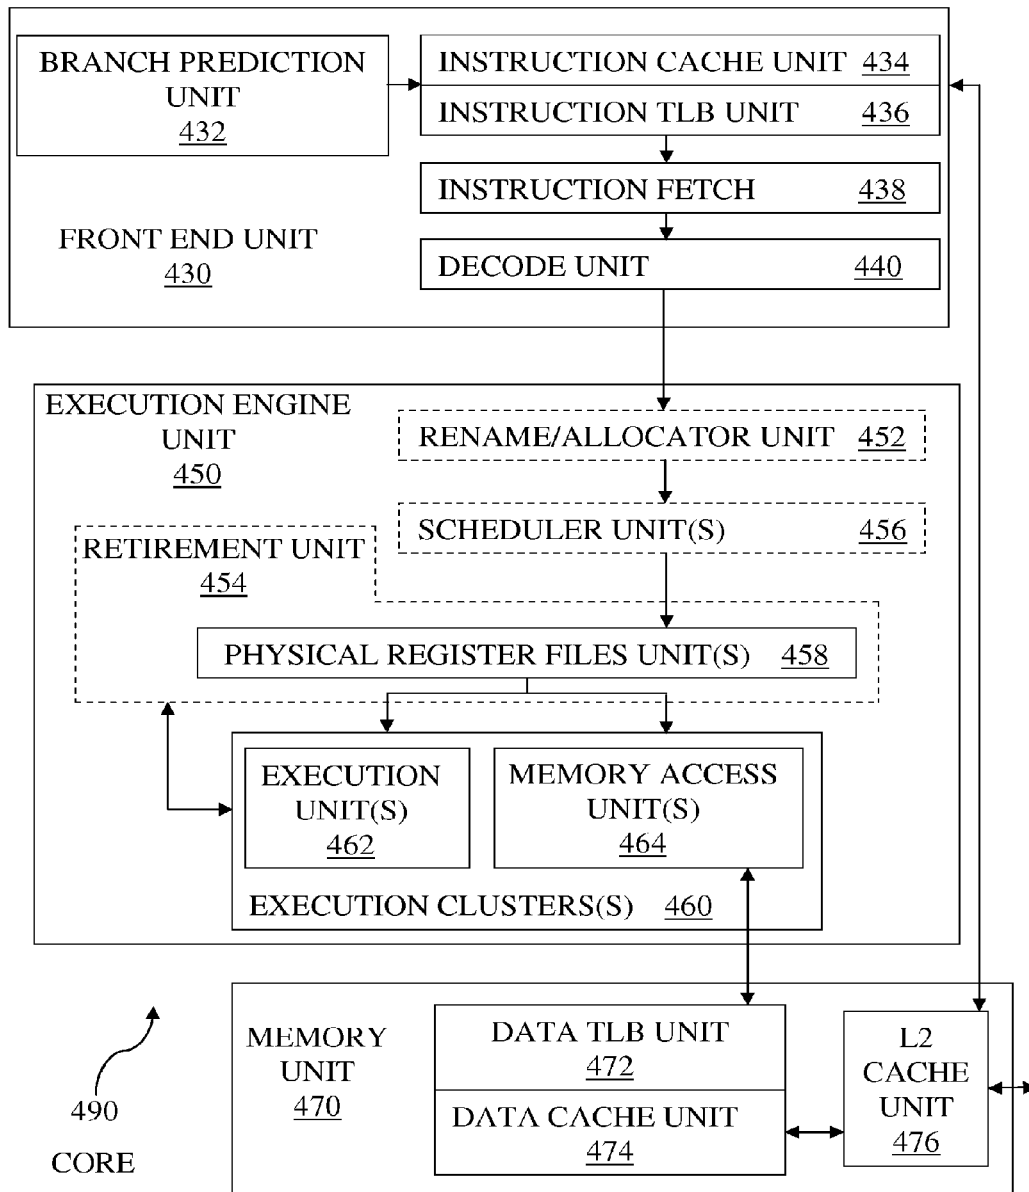 BRANCH PREDICTION
UNIT
432
INSTRUCTION CACHE UNIT 434
INSTRUCTION TLB UNIT 436
INSTRUCTION FETCH 438
FRONT END UNIT
430
DECODE UNIT 440
EXECUTION ENGINE
UNIT
450
RENAME/ALLOCATOR UNIT 452
SCHEDULER UNIT(S) 456
RETIREMENT UNIT
454
PHYSICAL REGISTER FILES UNIT(S) 458
EXECUTION
UNIT(S)
462
MEMORY ACCESS
UNIT(S)
464
EXECUTION CLUSTERS(S) 460
MEMORY
UNIT
470
DATA TLB UNIT
472
DATA CACHE UNIT
474
L2
CACHE
UNIT
476
490
CORE